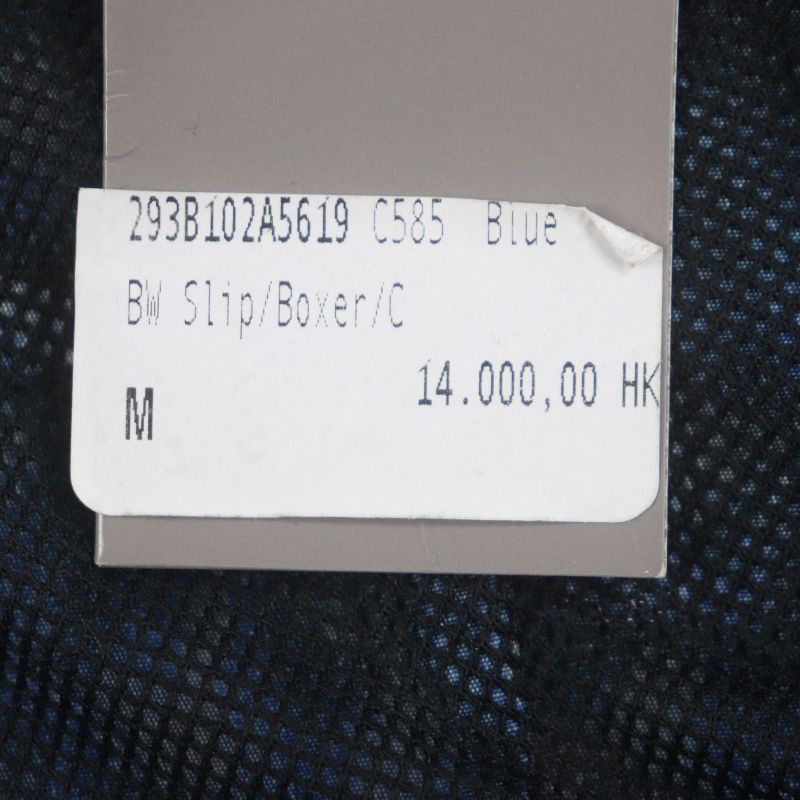 293B102A5619 C585 Blue
BW Slip/Boxer/C
14.000,00 HK
M